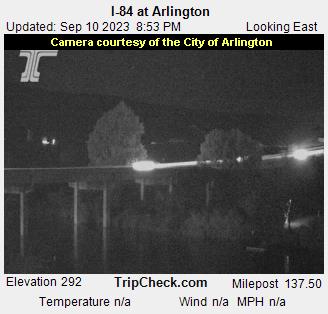 I-84 at Arlington
Updated: Sep 10 2023 8:53 PM Looking East
Camera courtesy of the City of Arlington
Elevation 292 TripCheck.com Milepost 137.50
Temperature n/a Wind n/a MPH n/a